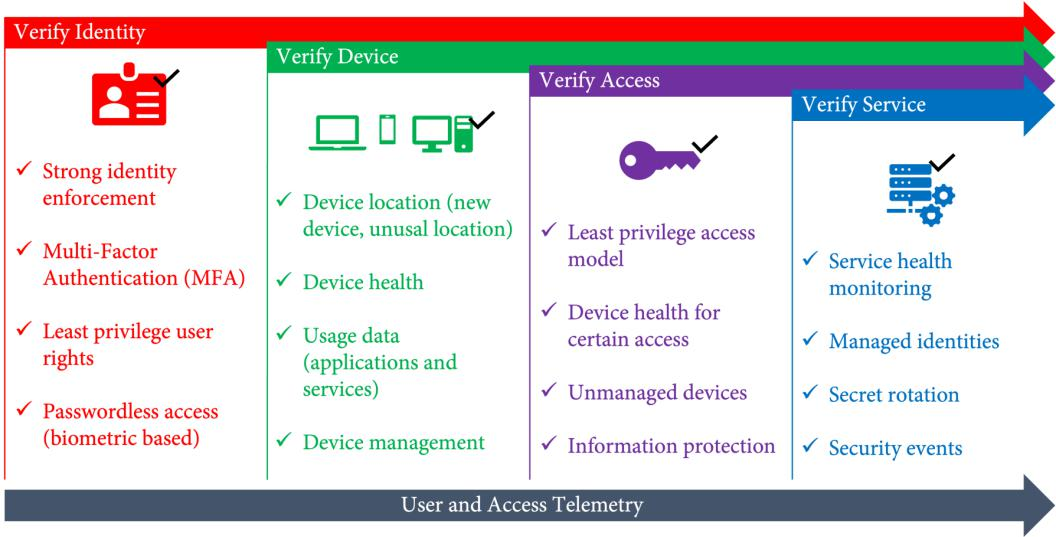 Verify Identity
Strong identity
enforcement
Multi-Factor
Authentication (MFA)
Least privilege user
rights
Passwordless access
(biometric based)
Verify Device
Device location (new
device, unusal location)
Device health
Usage data
(applications and
services)
Device management
Verify Access
Least privilege access
model
Device health for
certain access
Unmanaged devices
Information protection
Verify Service
Service health
monitoring
Managed identities
Secret rotation
Security events
User and Access Telemetry